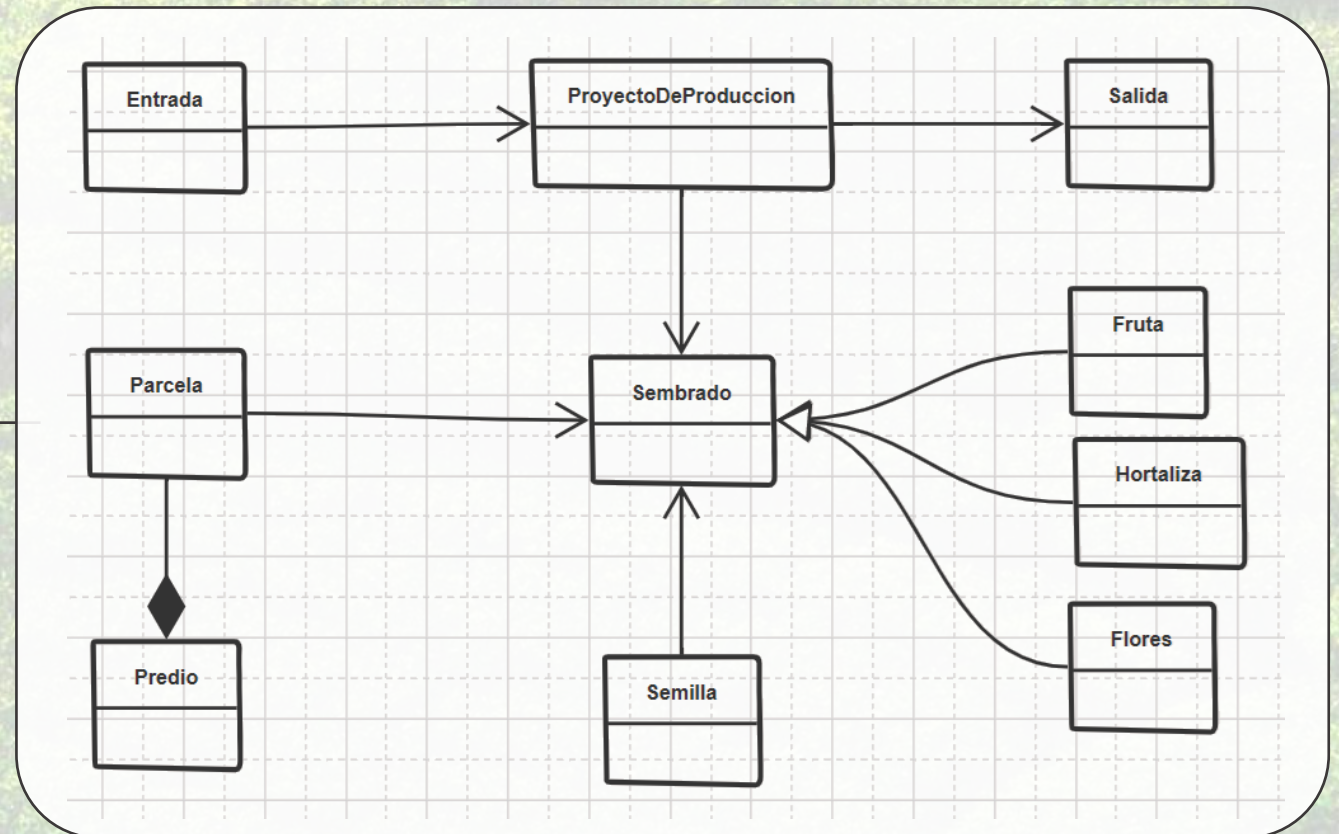 Entrada
ProyectoDeProduccion
Salida
Fruta
Parcela
Sembrado
Hortaliza
Flores
Predio
Semilla